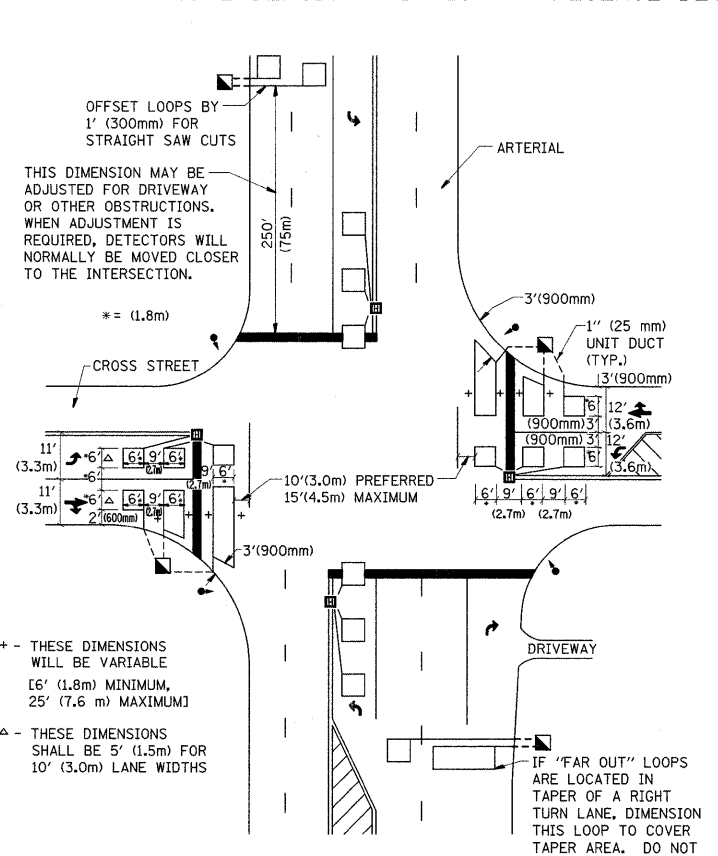 OFFSET LOOPS BY
1' (300mm) FOR
STRAIGHT SAW CUTS
THIS DIMENSION MAY BE
ADJUSTED FOR DRIVEWAY
OR OTHER OBSTRUCTIONS.
WHEN ADJUSTMENT IS
REQUIRED, DETECTORS WILL
NORMALLY BE MOVED CLOSER
TO THE INTERSECTION.
250'
(75m)
ARTERIAL
* = (1.8m)
3'(900mm)
1" (25 mm)
UNIT DUCT
(TYP.)
CROSS STREET
3'(900mm)
*6'
12'
(3.6m)
(900mm) 3'
(900mm) 3'
12'
(3.6m)
*6'
11'
(3.3m)
*6'
△
6' 9' 6'
(2.7m)
9' 6'
(2.7m)
*6'
11'
(3.3m)
*6'
△
6' 9' 6'
(2.7m)
2'
(600mm)
10'(3.0m) PREFERRED
15'(4.5m) MAXIMUM
6' 9' 6' 9' 6'
(2.7m) (2.7m)
3'(900mm)
+ - THESE DIMENSIONS
WILL BE VARIABLE
[6' (1.8m) MINIMUM,
25' (7.6 m) MAXIMUM]
△ - THESE DIMENSIONS
SHALL BE 5' (1.5m) FOR
10' (3.0m) LANE WIDTHS
DRIVEWAY
IF "FAR OUT" LOOPS
ARE LOCATED IN
TAPER OF A RIGHT
TURN LANE, DIMENSION
THIS LOOP TO COVER
TAPER AREA. DO NOT